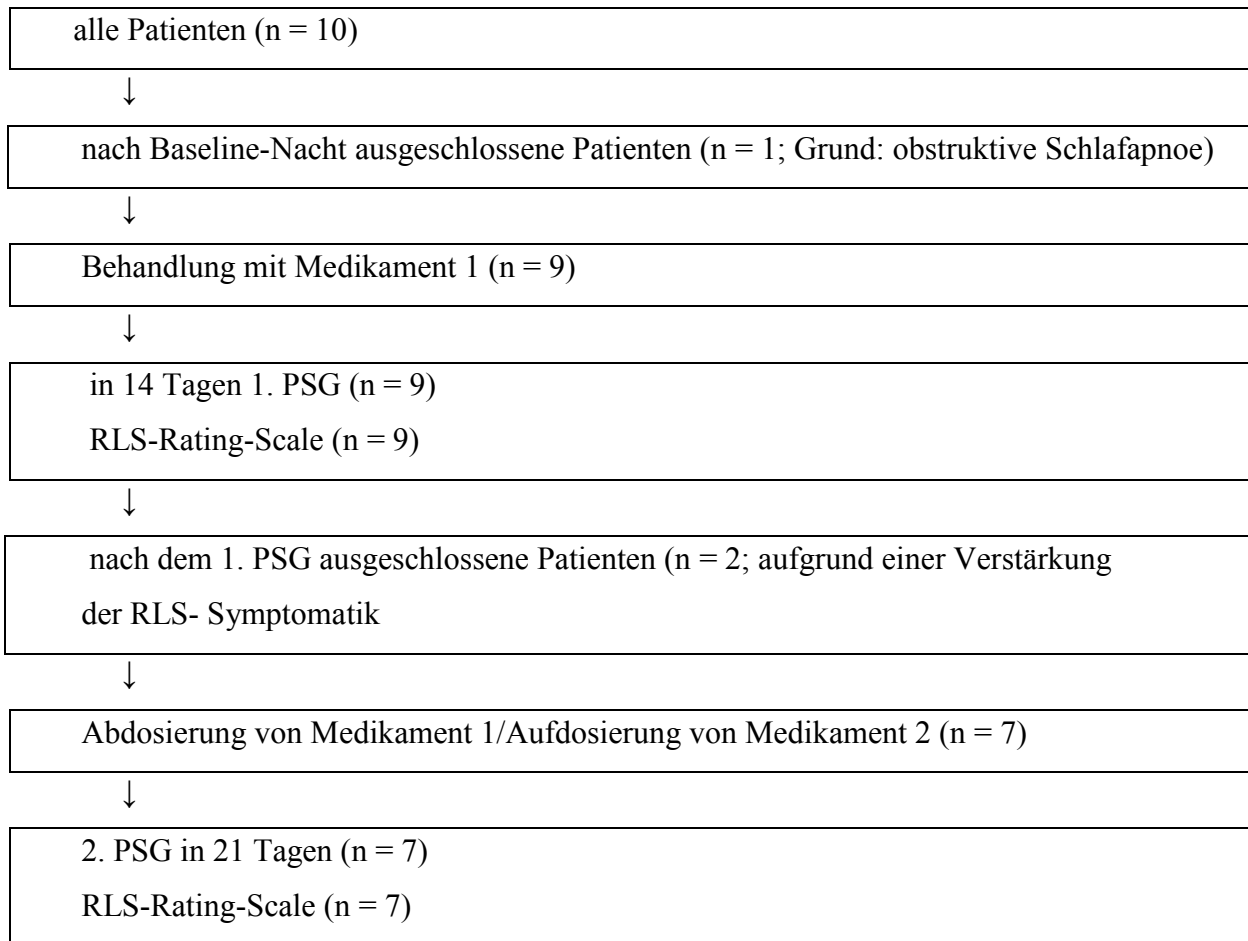 alle Patienten (n = 10)
↓
nach Baseline-Nacht ausgeschlossene Patienten (n = 1; Grund: obstruktive Schlafapnoe)
↓
Behandlung mit Medikament 1 (n = 9)
↓
in 14 Tagen 1. PSG (n = 9)
RLS-Rating-Scale (n = 9)
↓
nach dem 1. PSG ausgeschlossene Patienten (n = 2; aufgrund einer Verstärkung
der RLS- Symptomatik
↓
Abdosierung von Medikament 1/Aufdosierung von Medikament 2 (n = 7)
↓
2. PSG in 21 Tagen (n = 7)
RLS-Rating-Scale (n = 7)